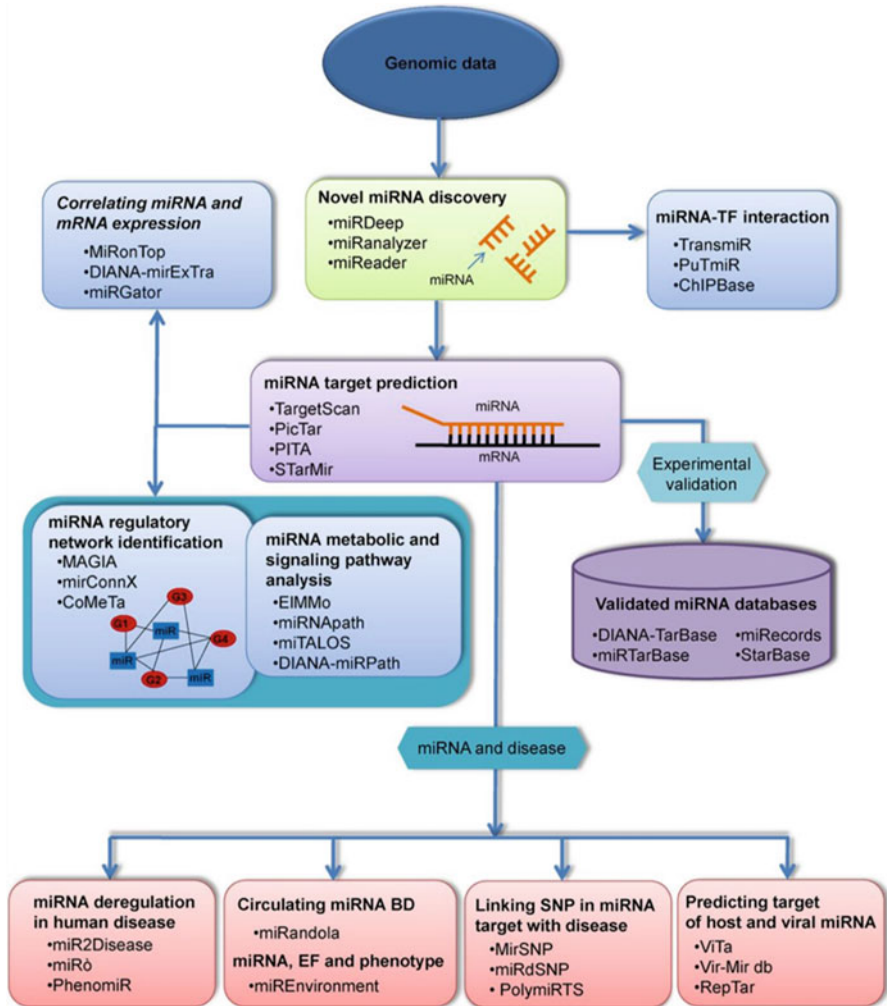 Genomic data
Novel miRNA discovery
•miRDeep
•miRanalyzer
•miReader
miRNA
Correlating miRNA and
mRNA expression
•MiRonTop
•DIANA-mirExTra
•miRGator
miRNA-TF interaction
•TransmiR
•PuTmiR
•ChIPBase
miRNA target prediction
•TargetScan
•PicTar
•PITA
•STarMir
miRNA
mRNA
Experimental
validation
miRNA regulatory
network identification
•MAGIA
•mirConnX
•CoMeTa
G3
G1
miR
G4
miR
G2
miR
miRNA metabolic and
signaling pathway
analysis
•EIMMo
•miRNApath
•miTALOS
•DIANA-miRPath
Validated miRNA databases
•DIANA-TarBase
•miRTarBase
•miRecords
•StarBase
miRNA and disease
miRNA deregulation
in human disease
•miR2Disease
•miRò
•PhenomiR
Circulating miRNA BD
•miRandola
miRNA, EF and phenotype
•miREnvironment
Linking SNP in miRNA
target with disease
•MirSNP
•miRdSNP
• PolymiRTS
Predicting target
of host and viral miRNA
•ViTa
•Vir-Mir db
•RepTar